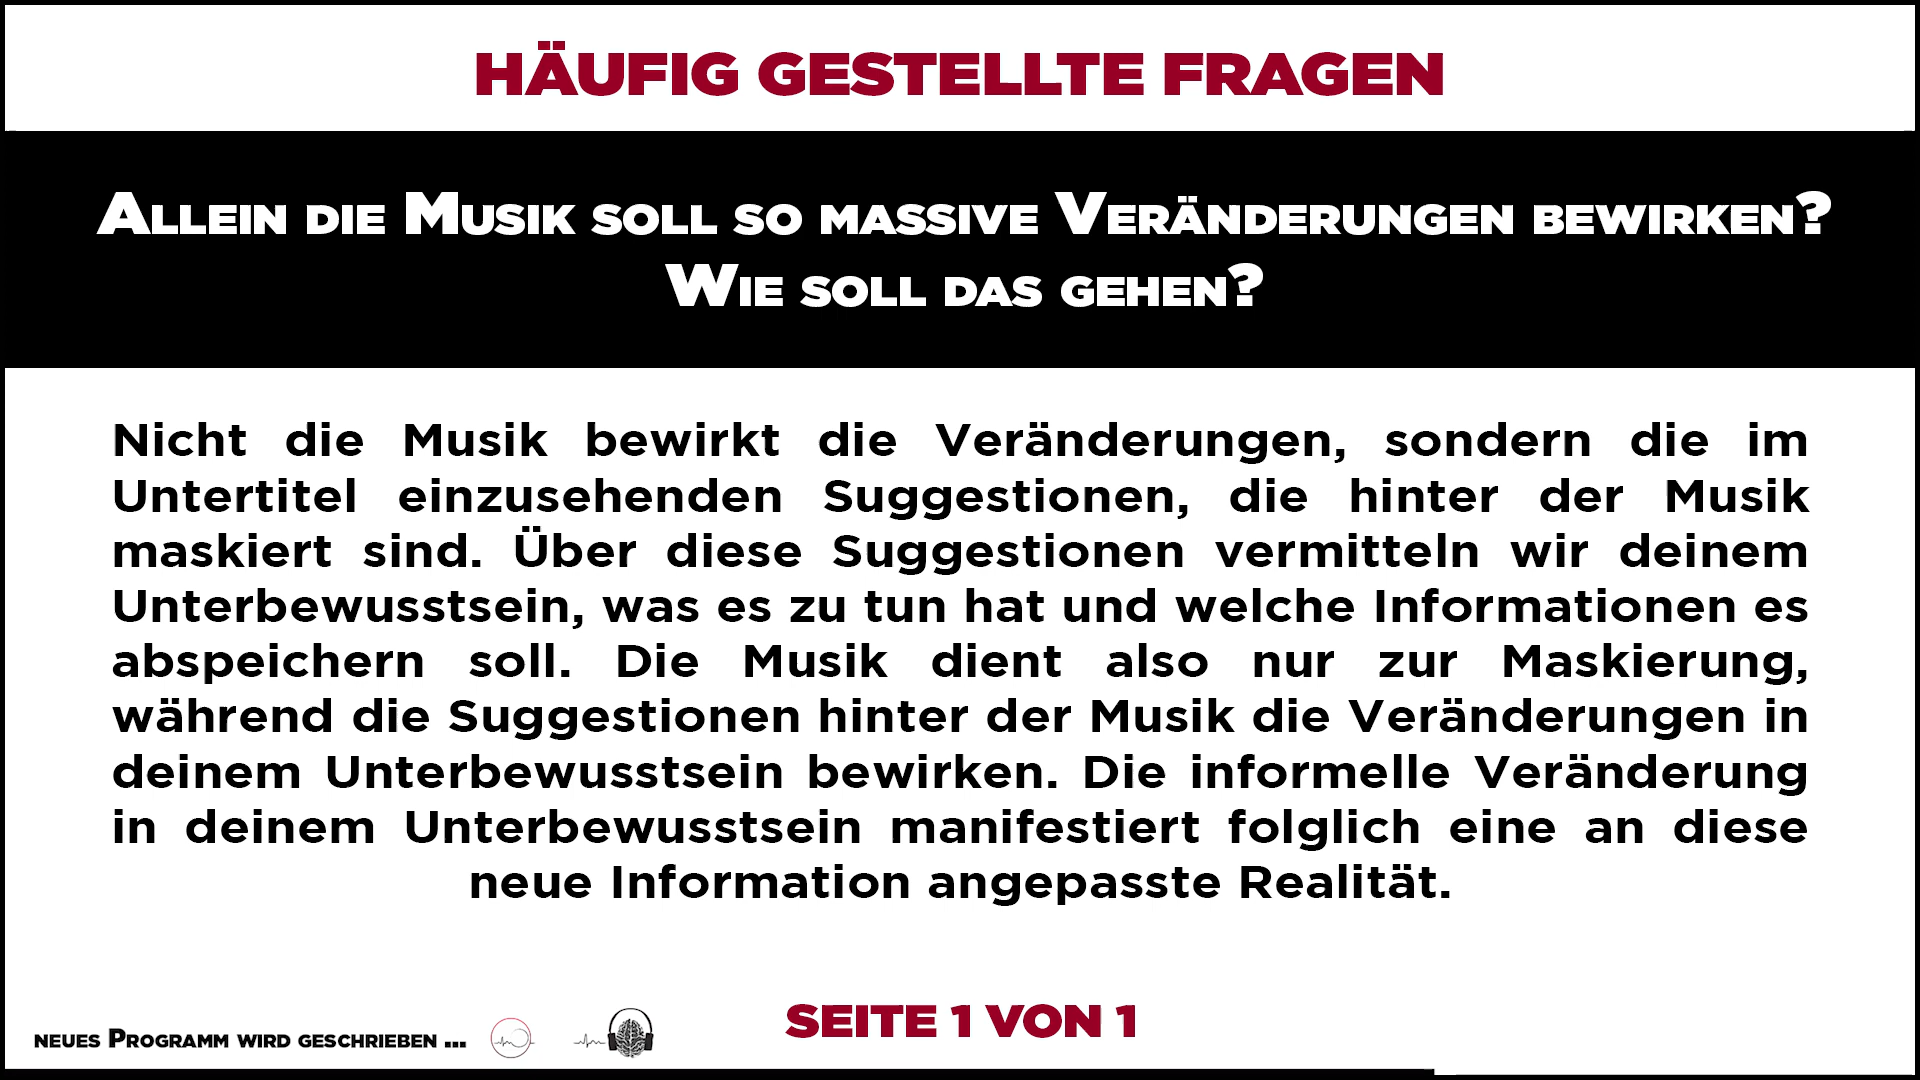 HÄUFIG GESTELLTE FRAGEN
Allein die Musik soll so massive Veränderungen bewirken?
Wie soll das gehen?
Nicht die Musik bewirkt die Veränderungen, sondern die im
Untertitel einzusehenden Suggestionen, die hinter der Musik
maskiert sind. Über diese Suggestionen vermitteln wir deinem
Unterbewusstsein, was es zu tun hat und welche Informationen es
abspeichern soll. Die Musik dient also nur zur Maskierung,
während die Suggestionen hinter der Musik die Veränderungen in
deinem Unterbewusstsein bewirken. Die informelle Veränderung
in deinem Unterbewusstsein manifestiert folglich eine an diese
neue Information angepasste Realität.
neues Programm wird geschrieben ...
SEITE 1 VON 1